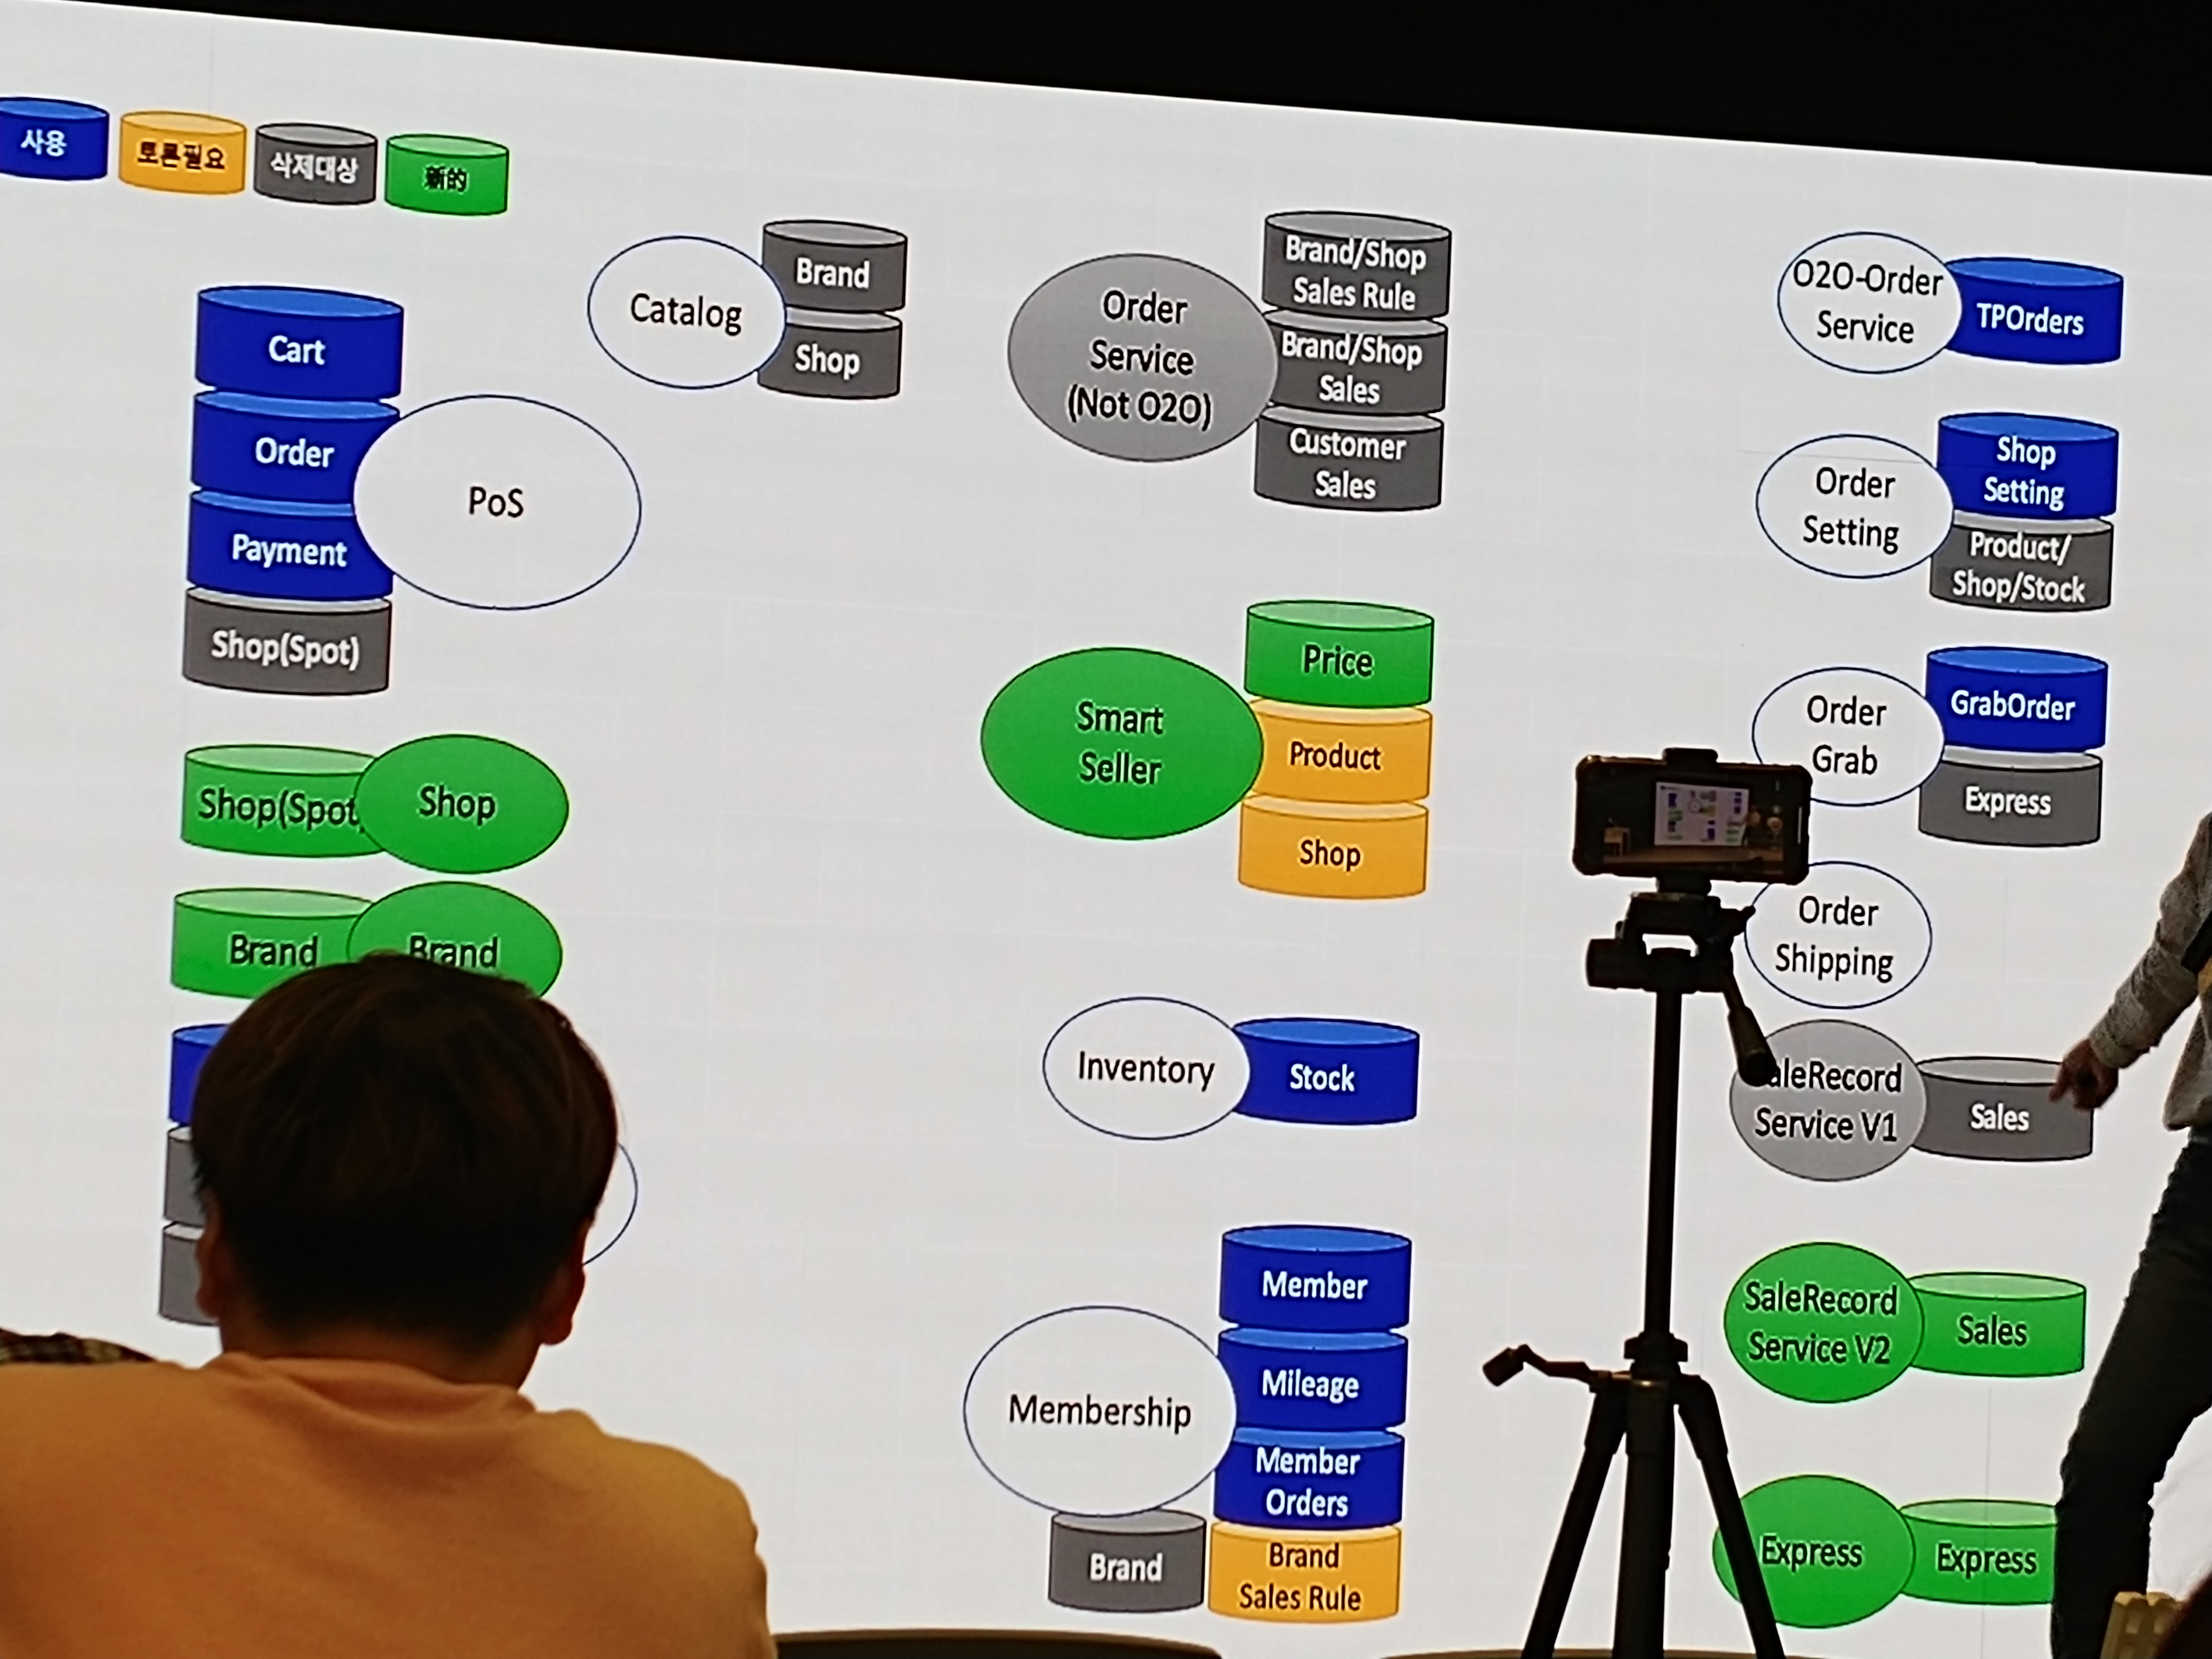 사용
토론필요
삭제대상
新的
Cart
Order
Payment
Shop(Spot)
PoS
Shop(Spot
Shop
Brand
Brand
Catalog
Brand
Shop
Order
Service
(Not O2O)
Brand/Shop
Sales Rule
Brand/Shop
Sales
Customer
Sales
Smart
Seller
Price
Product
Shop
Inventory
Stock
Membership
Member
Mileage
Member
Orders
Brand
Brand
Sales Rule
O2O-Order
Service
TPOrders
Order
Setting
Shop
Setting
Product/
Shop/Stock
Order
Grab
GrabOrder
Express
Order
Shipping
aleRecord
Service V1
Sales
SaleRecord
Service V2
Sales
Express
Express